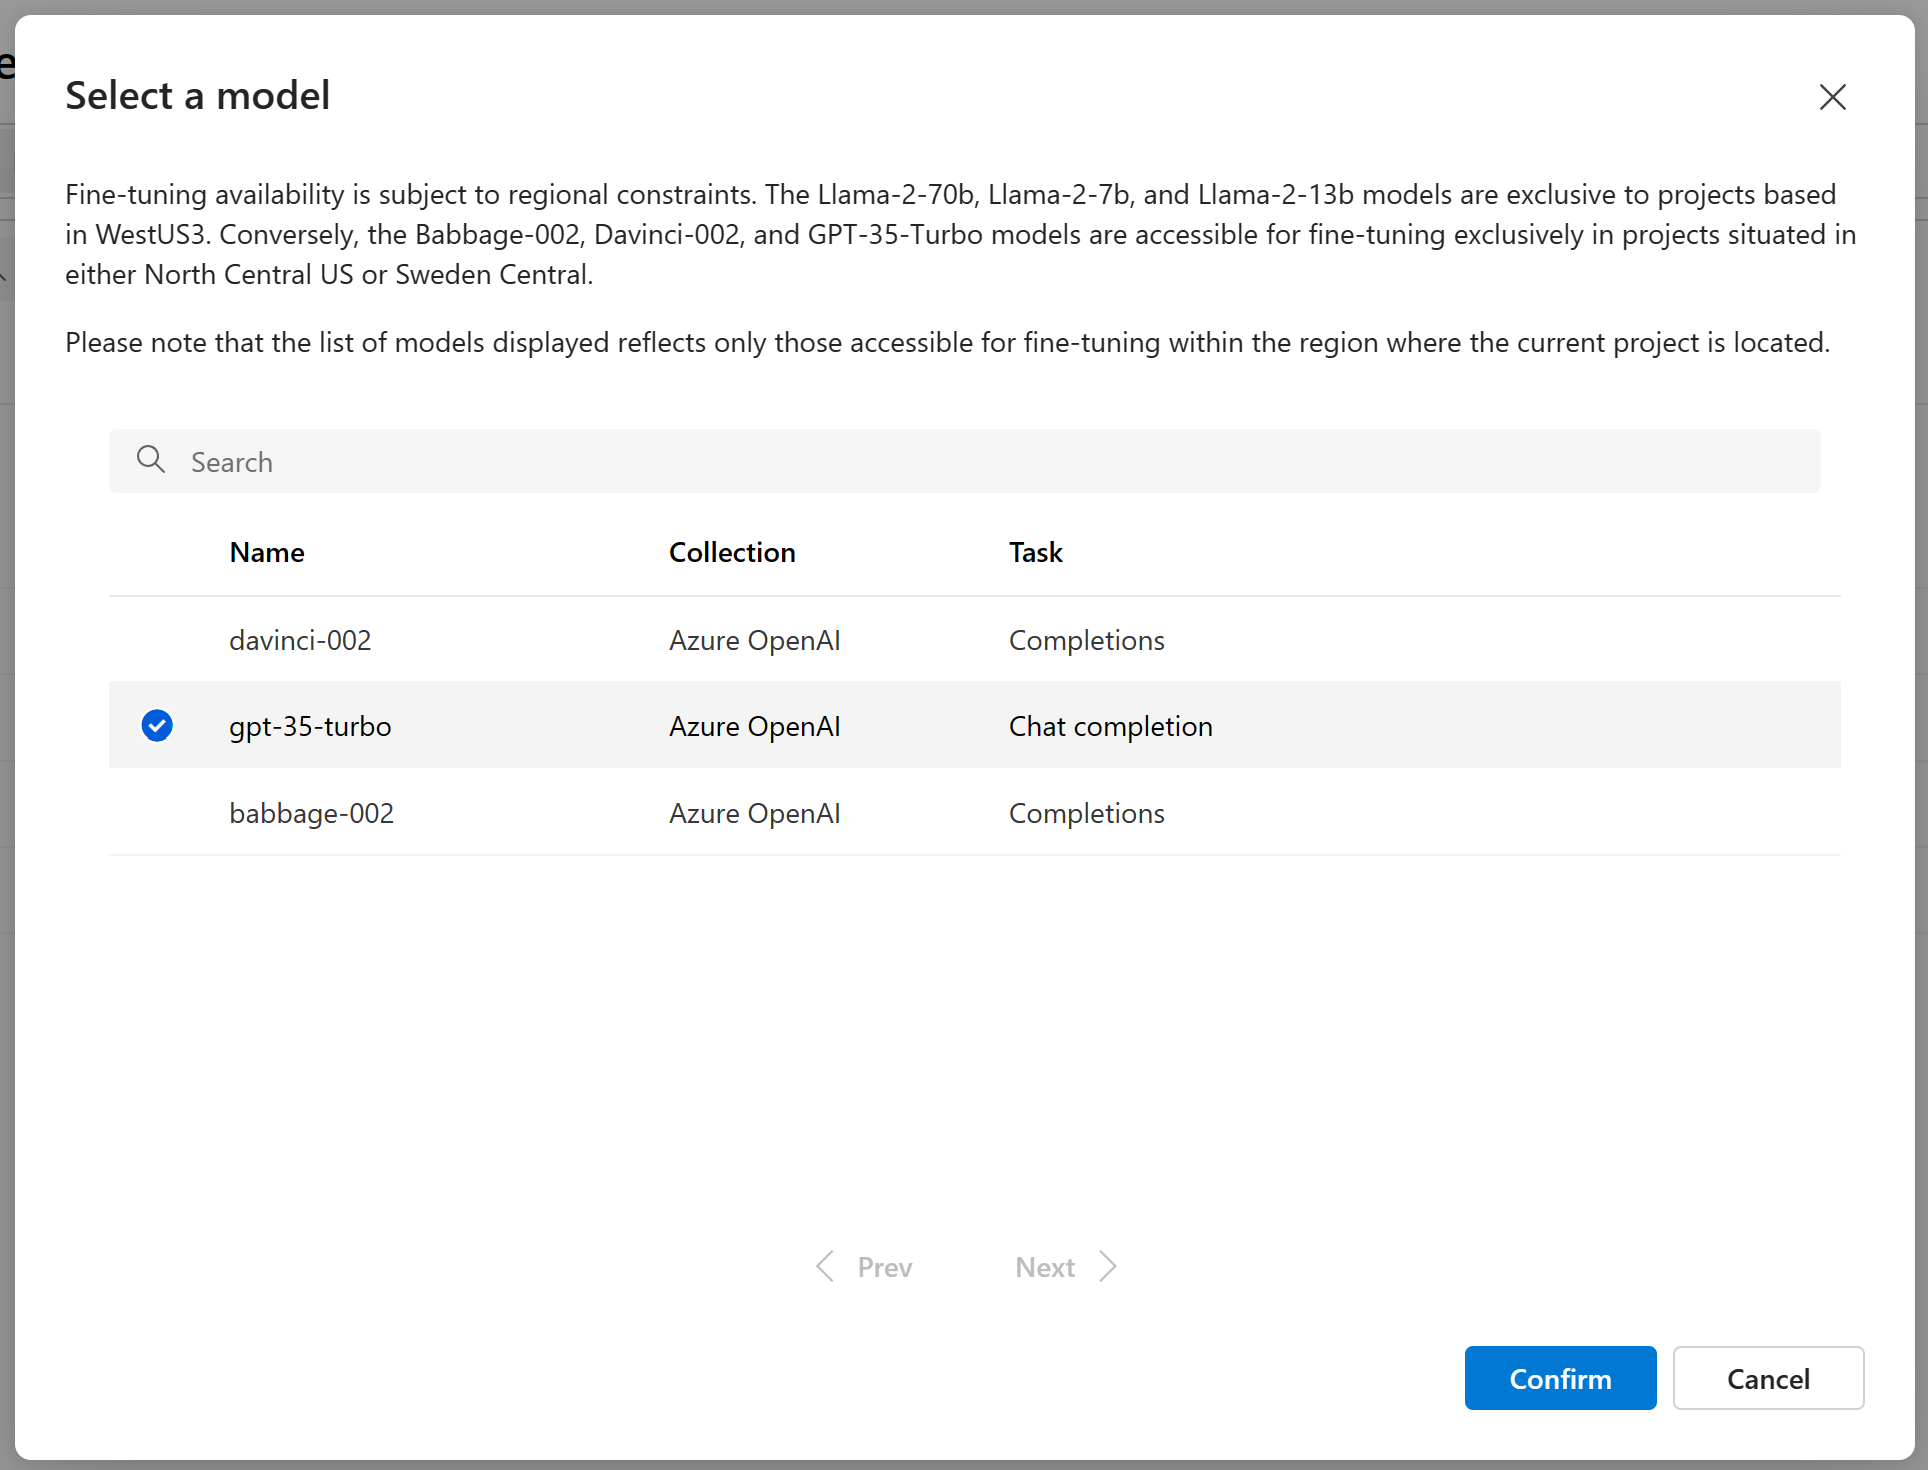 Select a model
Fine-tuning availability is subject to regional constraints. The Llama-2-70b, Llama-2-7b, and Llama-2-13b models are exclusive to projects based
in WestUS3. Conversely, the Babbage-002, Davinci-002, and GPT-35-Turbo models are accessible for fine-tuning exclusively in projects situated in
either North Central US or Sweden Central.
Please note that the list of models displayed reflects only those accessible for fine-tuning within the region where the current project is located.
Search
Name Collection Task
davinci-002 Azure OpenAI Completions
gpt-35-turbo Azure OpenAI Chat completion
babbage-002 Azure OpenAI Completions
Prev Next
Confirm Cancel